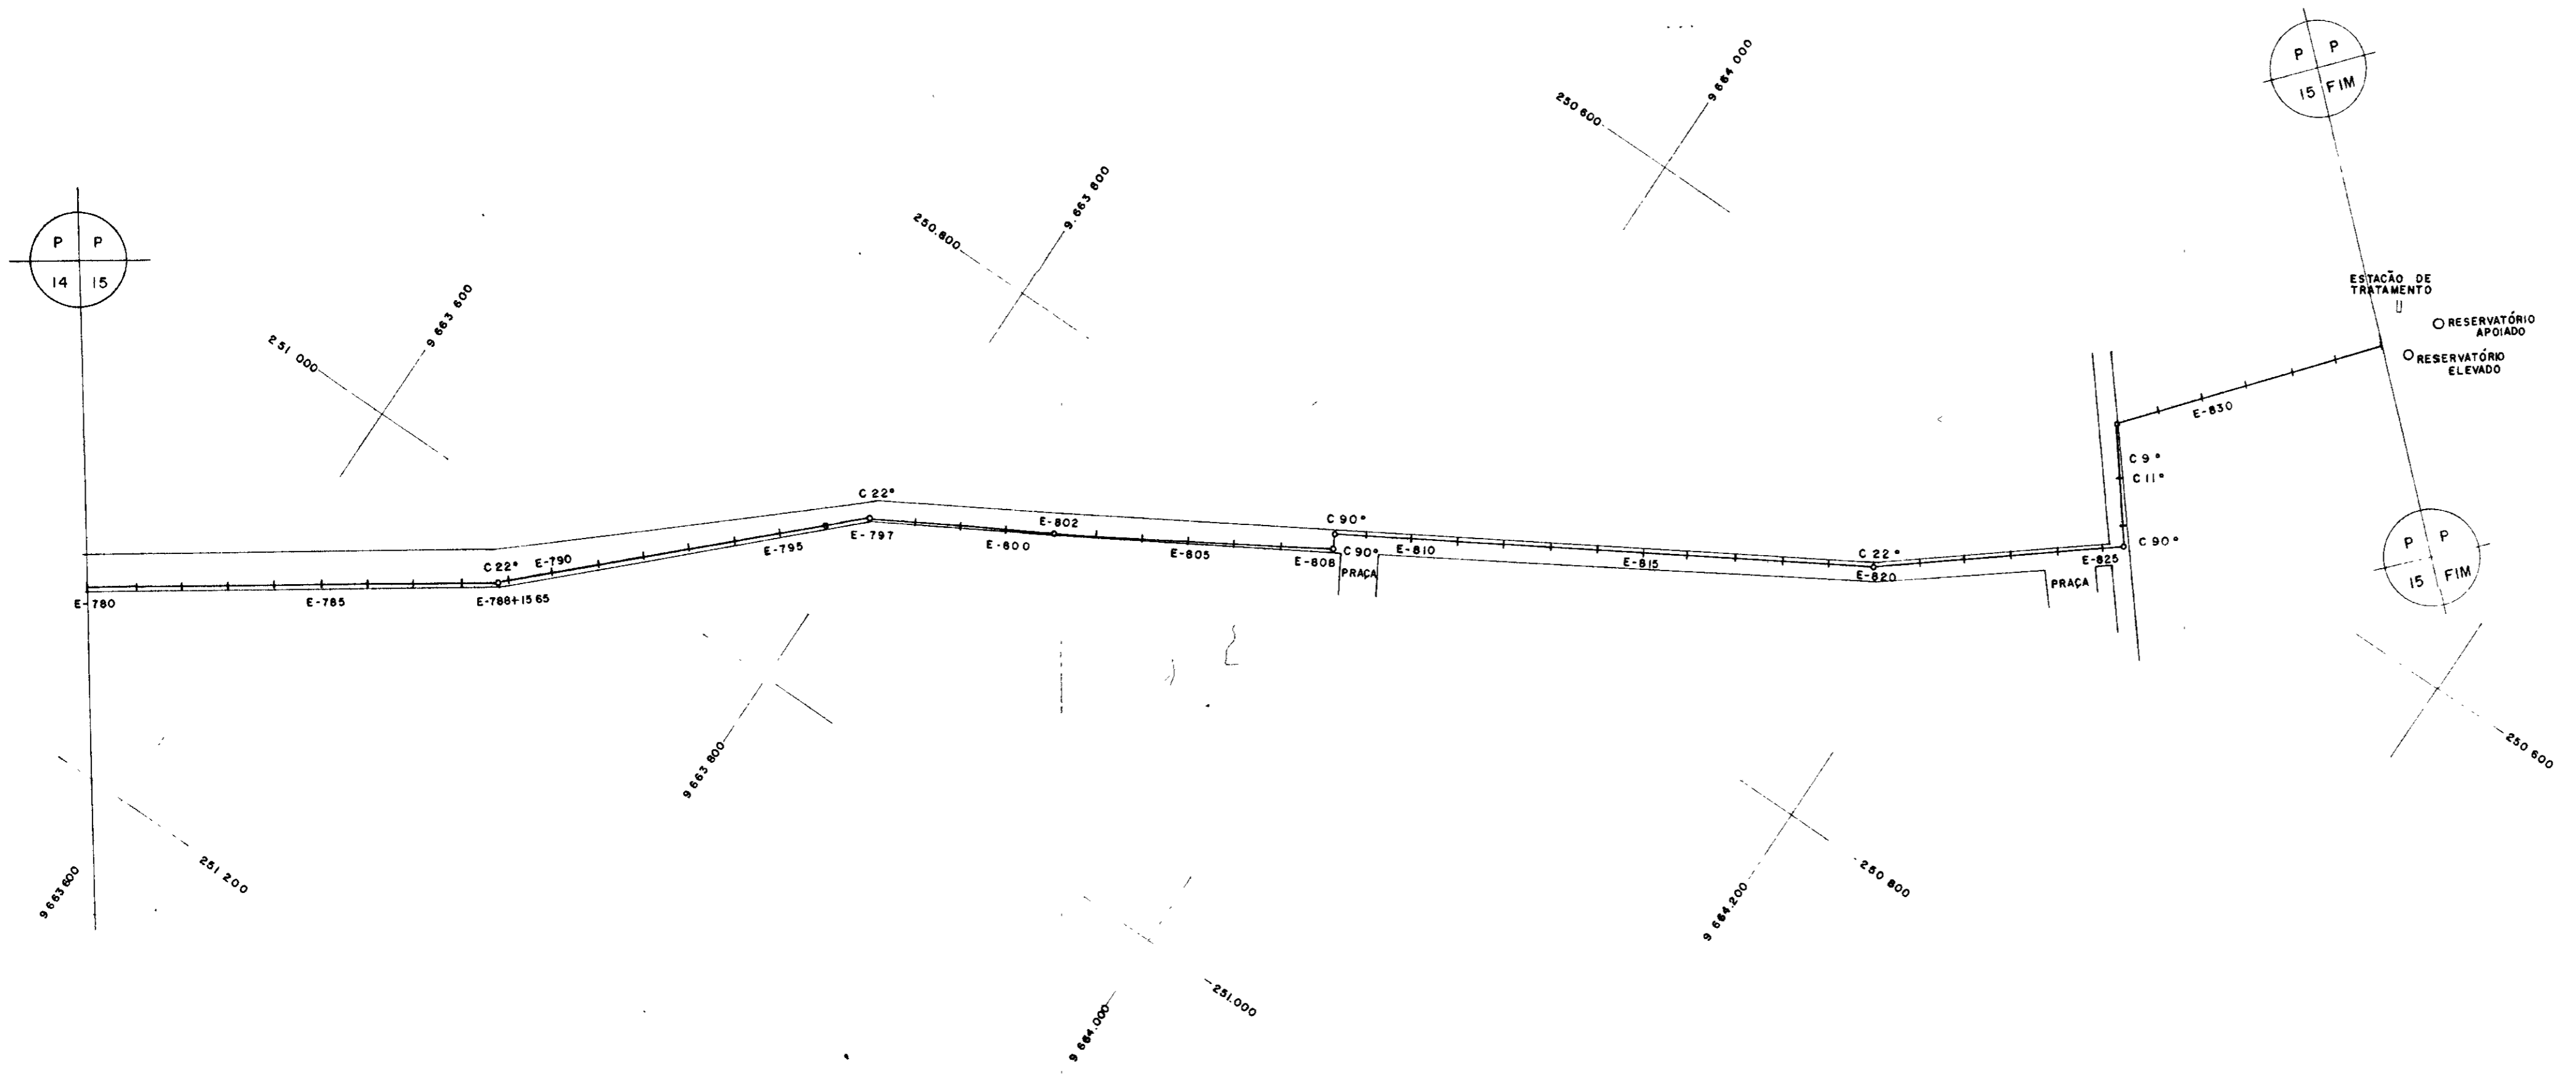 P P
15 FIM
9 664 000
250 600
9.663 800
250.800
P P
14 15
9 663 600
251 000
ESTAÇÃO DE
TRATAMENTO
RESERVATÓRIO
APOIADO
RESERVATÓRIO
ELEVADO
E-830
C 9°
C 11°
C 90°
C 22°
E-797
E-795
E-790
C 22°
E-780
E-785
E-788+15 65
E-802
E-800
E-805
C 90°
C 90°
E-808
PRAÇA
E-810
E-815
C 22°
E-820
E-825
PRAÇA
P P
15 FIM
250 600
9 663 800
9 663 600
251 200
9 664.200
250 800
9 664.000
251.000